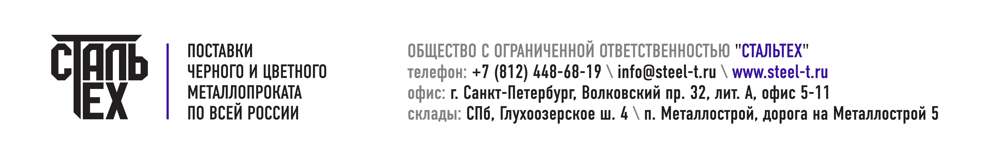 СТАЛЬ
ТЕХ
ПОСТАВКИ
ЧЕРНОГО И ЦВЕТНОГО
МЕТАЛЛОПРОКАТА
ПО ВСЕЙ РОССИИ
ОБЩЕСТВО С ОГРАНИЧЕННОЙ ОТВЕТСТВЕННОСТЬЮ "СТАЛЬТЕХ"
телефон: +7 (812) 448-68-19 \ info@steel-t.ru \ www.steel-t.ru
офис: г. Санкт-Петербург, Волковский пр. 32, лит. А, офис 5-11
склады: СПб, Глухоозерское ш. 4 \ п. Металлострой, дорога на Металлострой 5